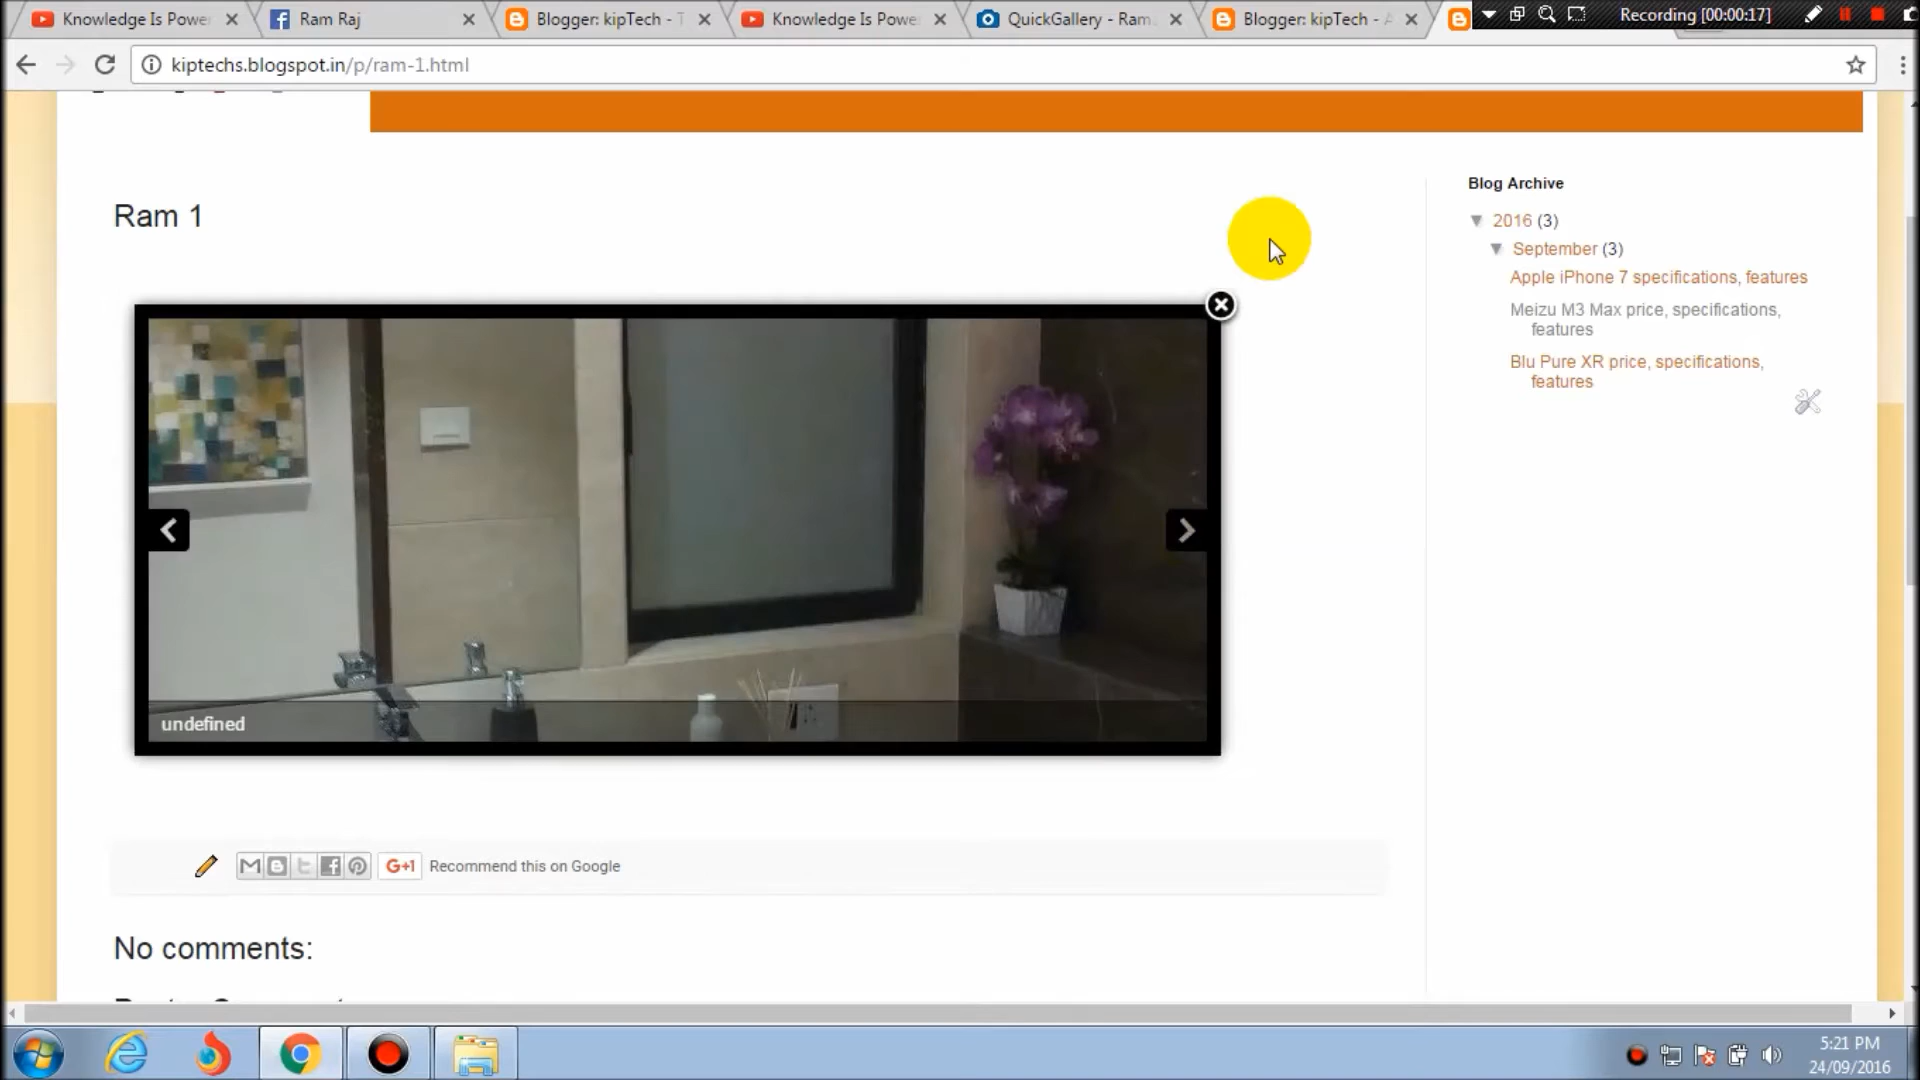 Knowledge Is Powe
Ram Raj
Blogger: kipTech - T
Knowledge Is Powe
QuickGallery - Ram
Blogger: kipTech - A
Recording [00:00:17]
kiptechs.blogspot.in/p/ram-1.html
Ram 1
undefined
G+1 Recommend this on Google
No comments:
Blog Archive
▼ 2016 (3)
▼ September (3)
Apple iPhone 7 specifications, features
Meizu M3 Max price, specifications,
features
Blu Pure XR price, specifications,
features
5:21 PM
24/09/2016